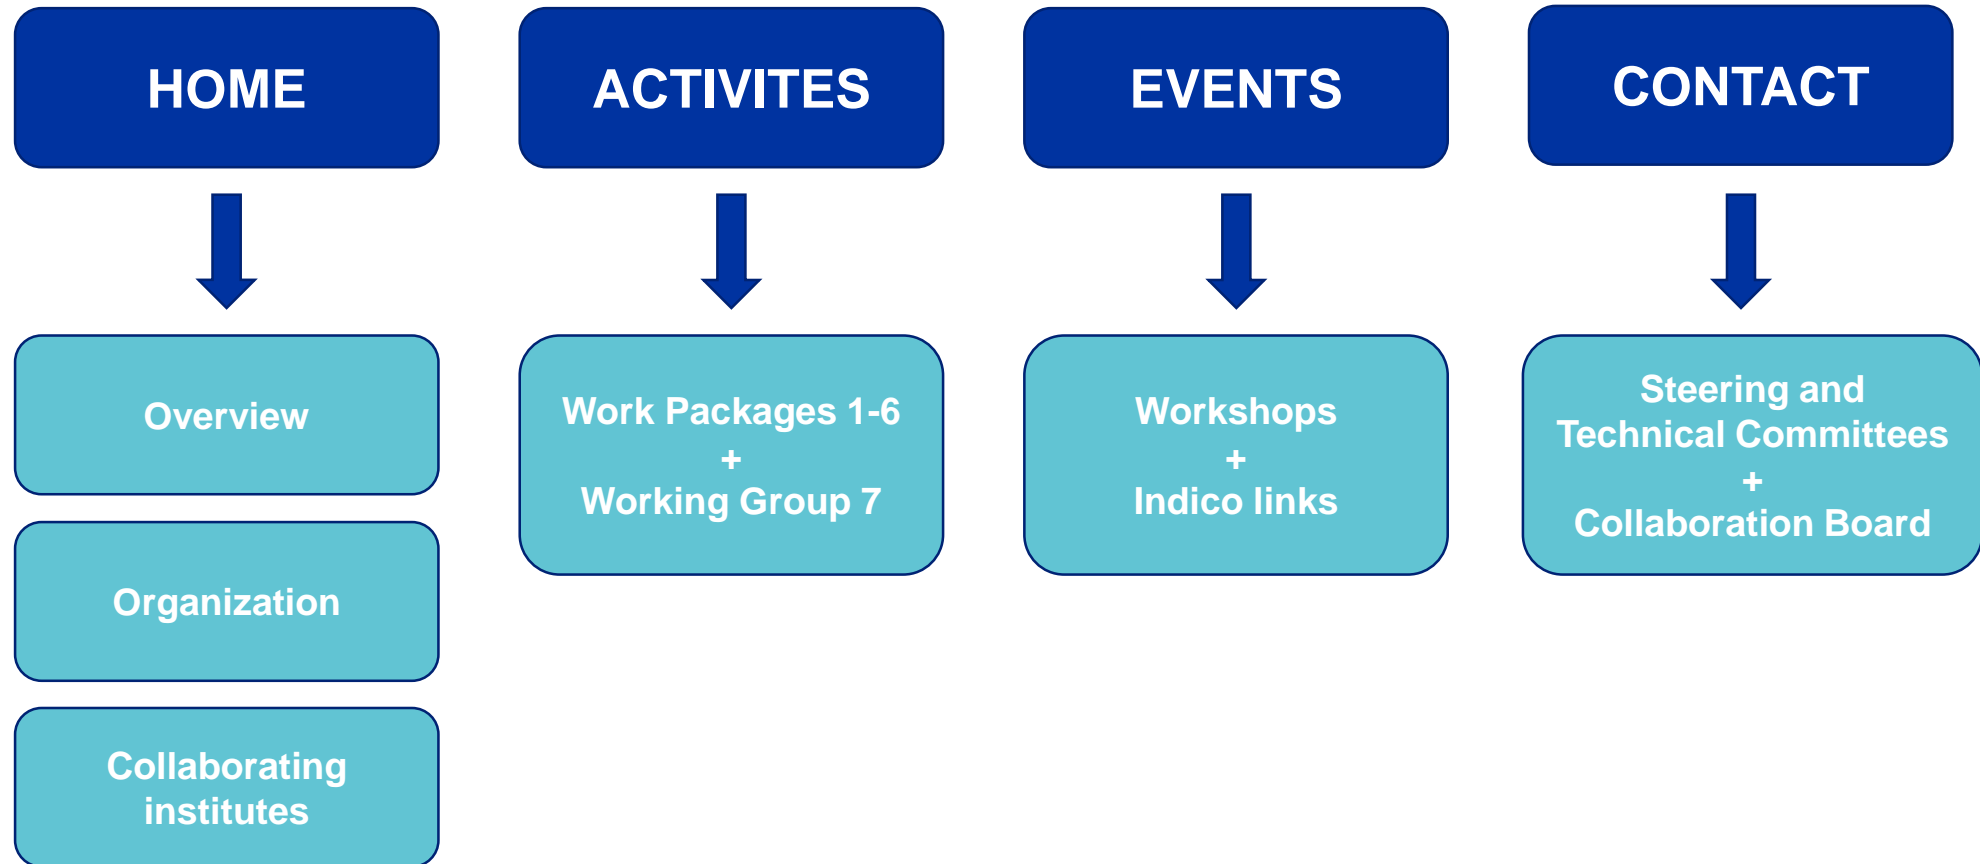 HOME
ACTIVITES
EVENTS
CONTACT
Overview
Organization
Collaborating
institutes
Work Packages 1-6
+
Working Group 7
Workshops
+
Indico links
Steering and
Technical Committees
+
Collaboration Board